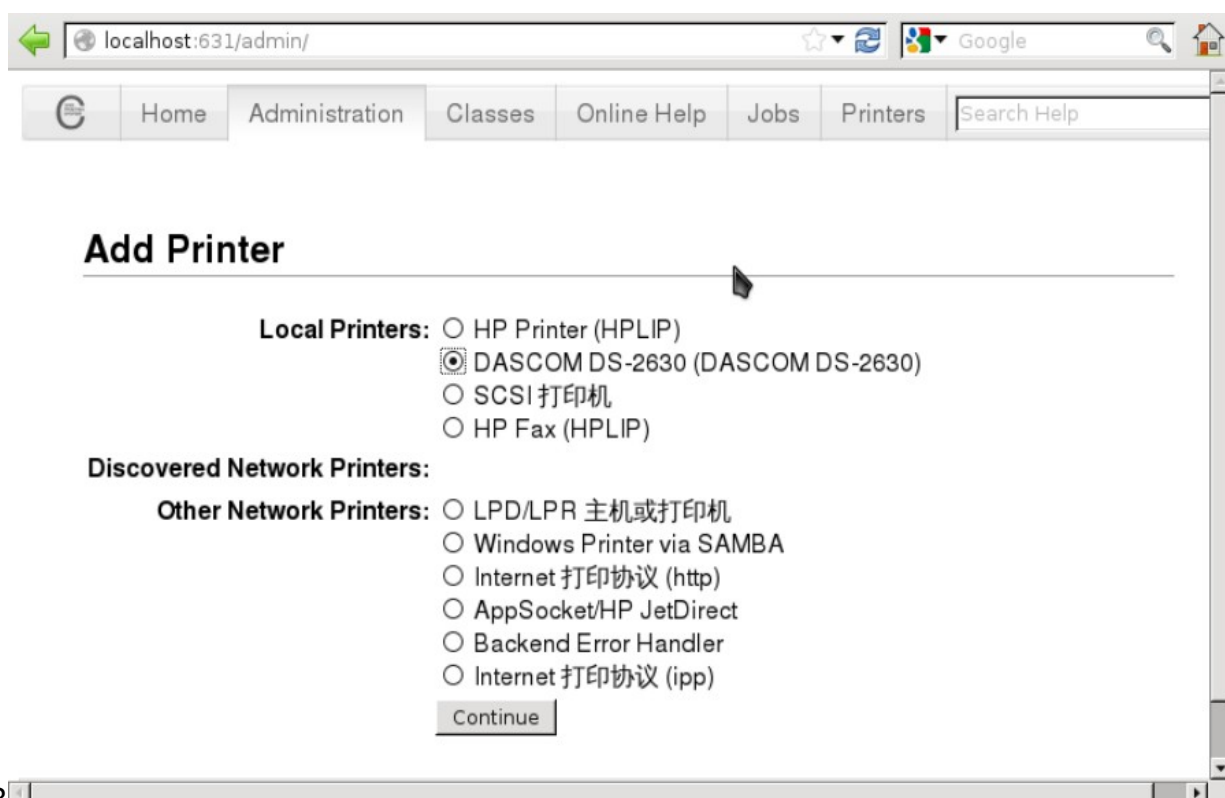 localhost:631/admin/ Google
Home Administration Classes Online Help Jobs Printers Search Help
Add Printer
Local Printers: HP Printer (HPLIP)
DASCOM DS-2630 (DASCOM DS-2630)
SCSI 打印机
HP Fax (HPLIP)
Discovered Network Printers:
Other Network Printers: LPD/LPR 主机或打印机
Windows Printer via SAMBA
Internet 打印协议 (http)
AppSocket/HP JetDirect
Backend Error Handler
Internet 打印协议 (ipp)
Continue